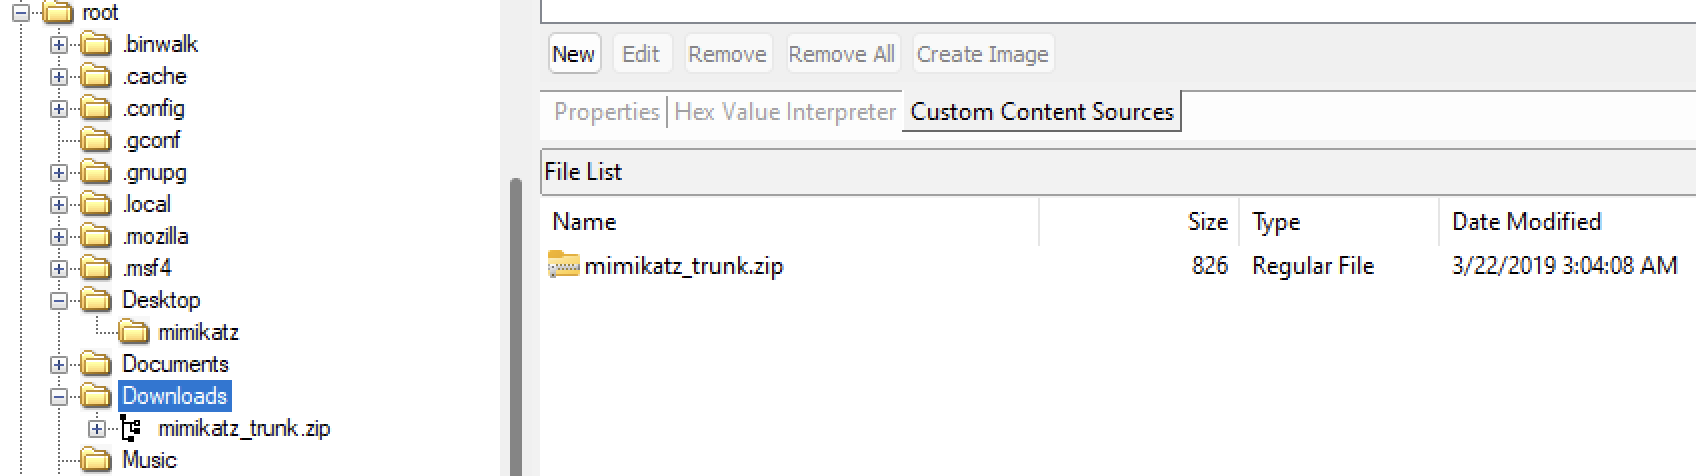 root
.binwalk
.cache
.config
.gconf
.gnupg
.local
.mozilla
.msf4
Desktop
mimikatz
Documents
Downloads
mimikatz_trunk.zip
Music
New Edit Remove Remove All Create Image
Properties Hex Value Interpreter Custom Content Sources
File List
Name Size Type Date Modified
mimikatz_trunk.zip 826 Regular File 3/22/2019 3:04:08 AM